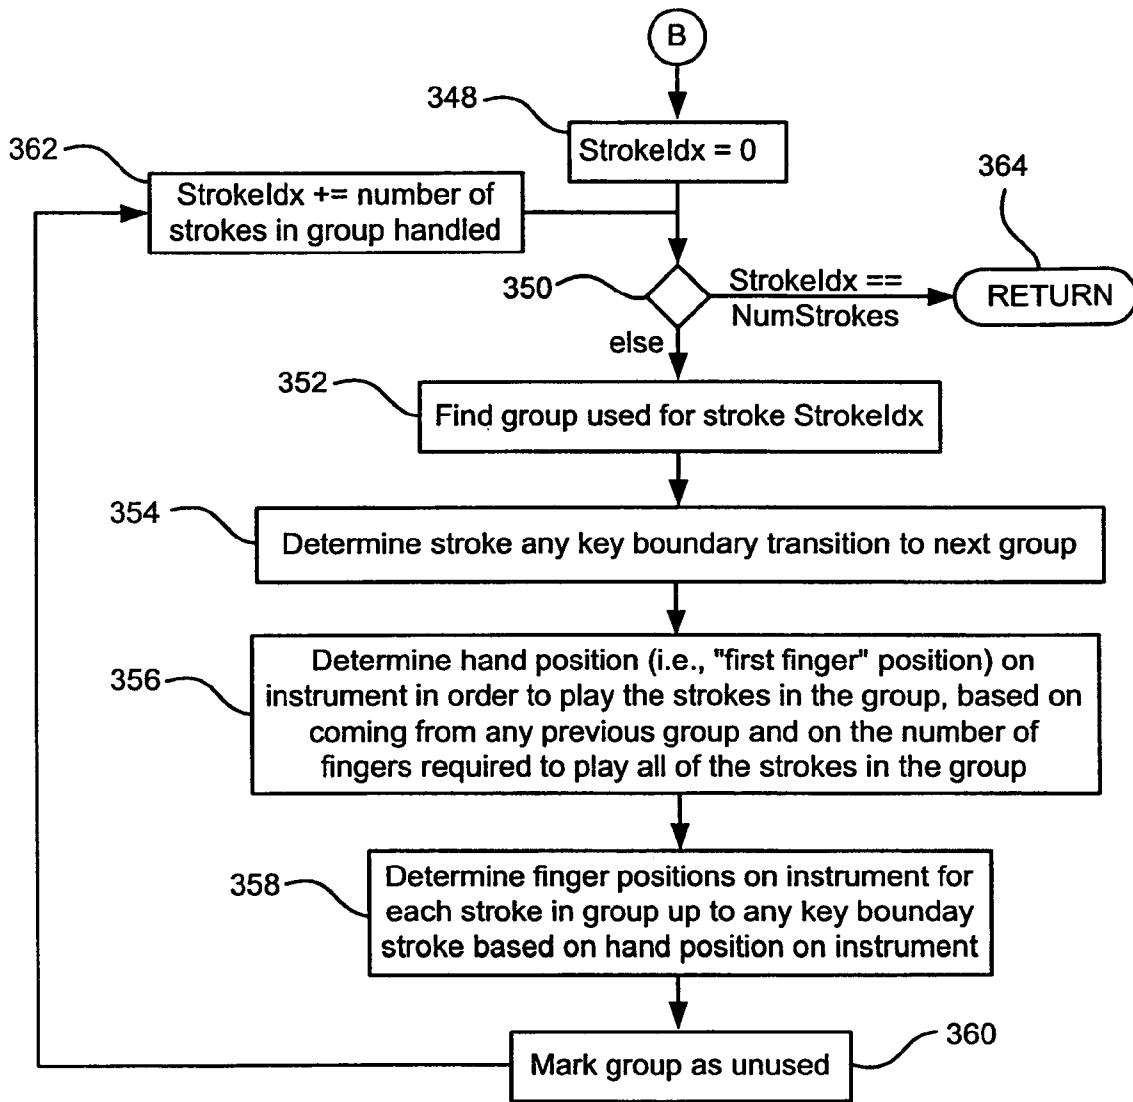 B
348
StrokeIdx = 0
362
StrokeIdx += number of
strokes in group handled
364
350
StrokeIdx ==
NumStrokes
RETURN
else
352
Find group used for stroke StrokeIdx
354
Determine stroke any key boundary transition to next group
356
Determine hand position (i.e., "first finger" position) on
instrument in order to play the strokes in the group, based on
coming from any previous group and on the number of
fingers required to play all of the strokes in the group
358
Determine finger positions on instrument for
each stroke in group up to any key bounday
stroke based on hand position on instrument
360
Mark group as unused